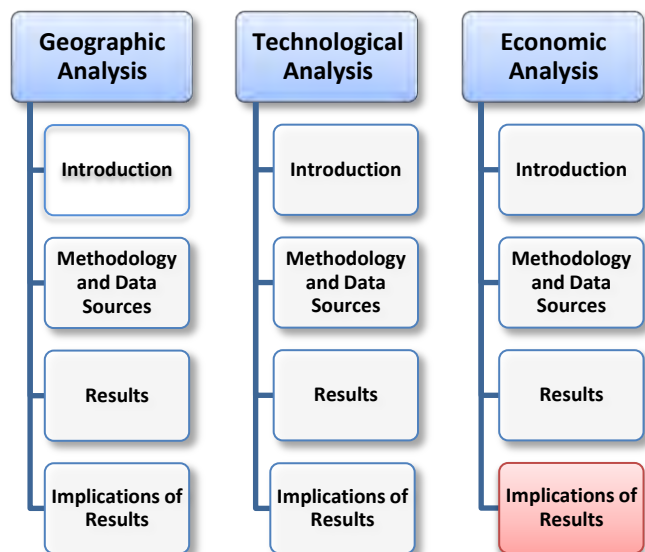 Geographic
Analysis
Introduction
Methodology
and Data
Sources
Results
Implications of
Results
Technological
Analysis
Introduction
Methodology
and Data
Sources
Results
Implications of
Results
Economic
Analysis
Introduction
Methodology
and Data
Sources
Results
Implications of
Results